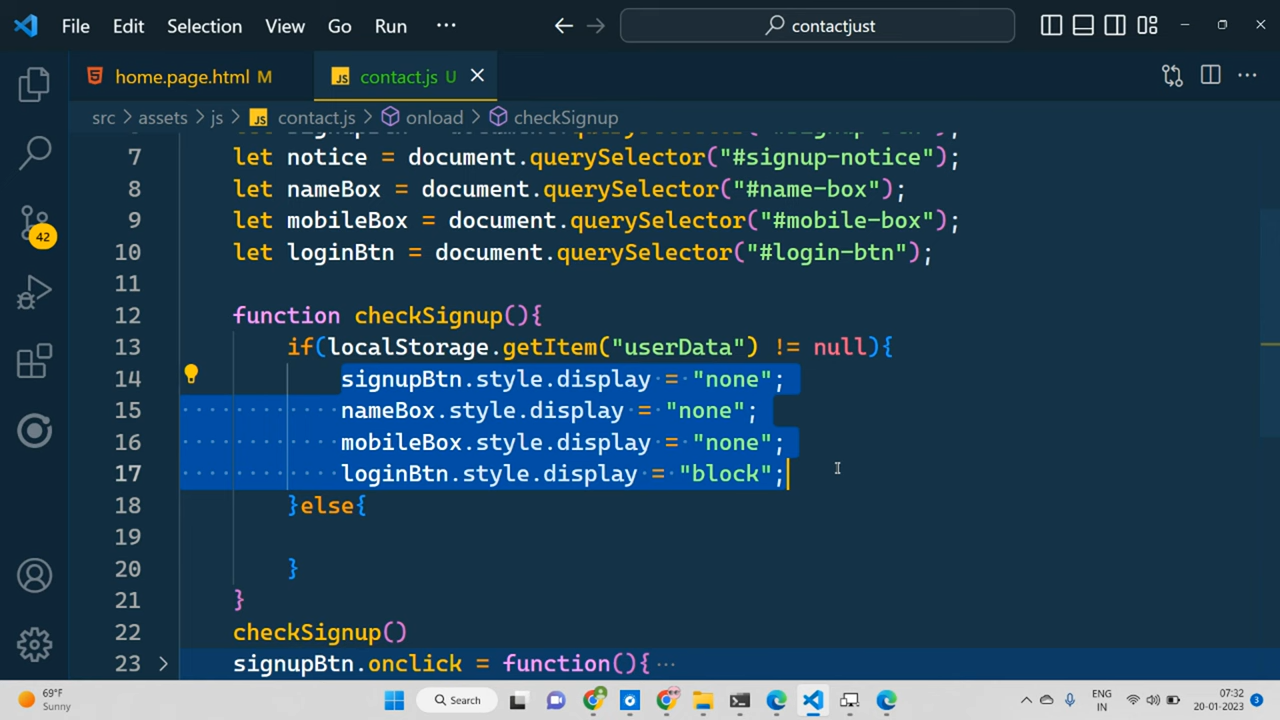 File Edit Selection View Go Run ··· contactjust
home.page.html M JS contact.js U
src > assets > js > JS contact.js > onload > checkSignup
7 let notice = document.querySelector("#signup-notice");
8 let nameBox = document.querySelector("#name-box");
9 let mobileBox = document.querySelector("#mobile-box");
10 let loginBtn = document.querySelector("#login-btn");
11
12 function checkSignup(){
13 if(localStorage.getItem("userData") != null){
14 signupBtn.style.display = "none";
15 nameBox.style.display = "none";
16 mobileBox.style.display = "none";
17 loginBtn.style.display = "block";
18 }else{
19
20 }
21 }
22 checkSignup()
23 signupBtn.onclick = function(){ ···
42
69°F
Sunny
Search
ENG
IN
07:32
20-01-2023
3